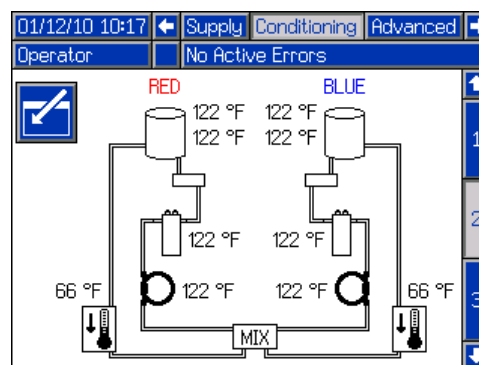 01/12/10 10:17 Supply Conditioning Advanced
Operator No Active Errors
RED BLUE
122 °F 122 °F
122 °F 122 °F
1
122 °F 122 °F
2
66 °F 122 °F 122 °F 66 °F
3
MIX